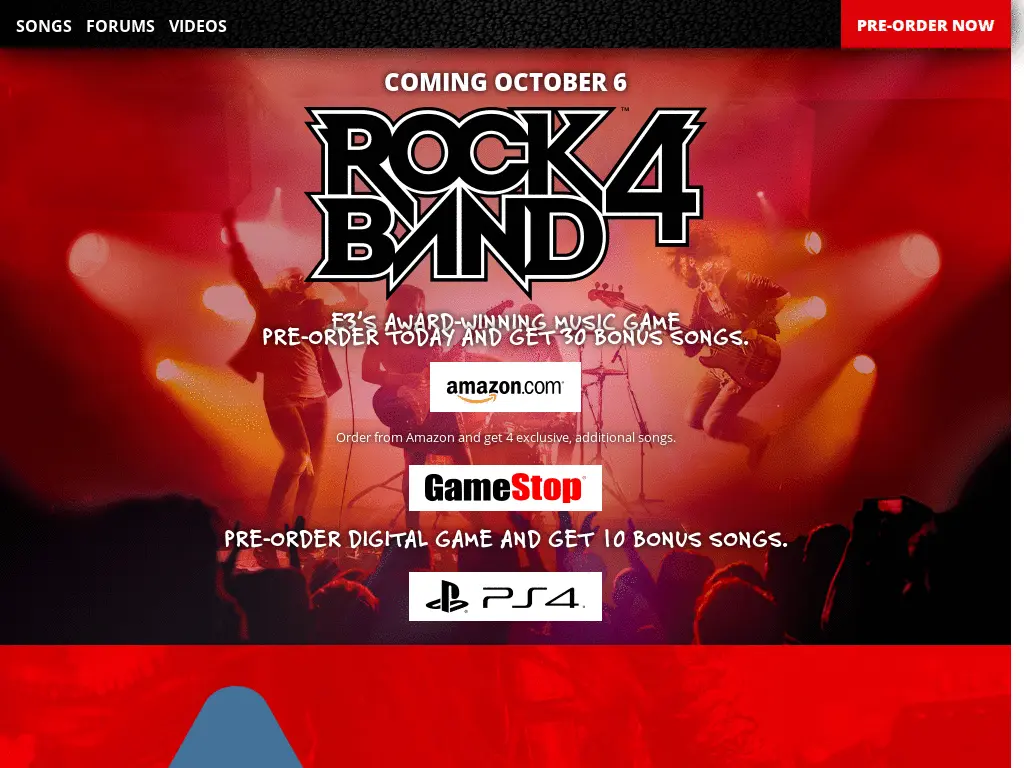 SONGS FORUMS VIDEOS
PRE-ORDER NOW
COMING OCTOBER 6
ROCK BAND 4™
E3'S AWARD-WINNING MUSIC GAME
PRE-ORDER TODAY AND GET 30 BONUS SONGS.
amazon.com®
Order from Amazon and get 4 exclusive, additional songs.
GameStop®
PRE-ORDER DIGITAL GAME AND GET 10 BONUS SONGS.
PS4